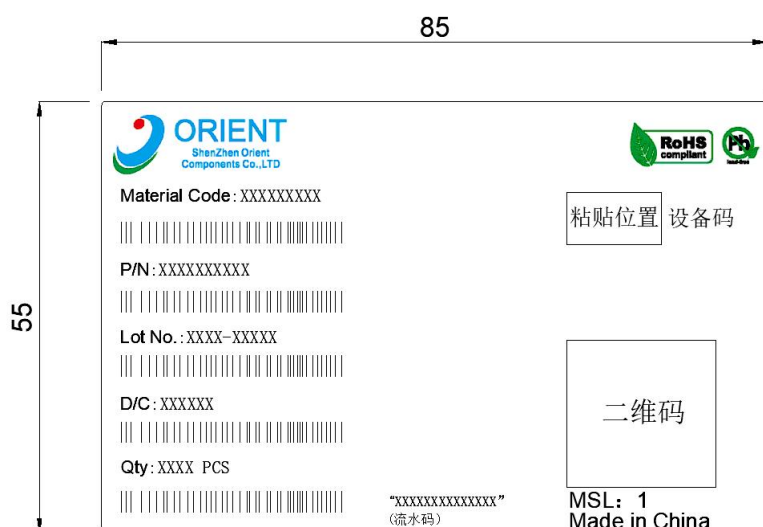 85
55
ORIENT
ShenZhen Orient
Components Co.,LTD
RoHS
compliant
Pb
lead-free
Material Code: XXXXXXXXX
粘贴位置 设备码
P/N: XXXXXXXXXX
Lot No.: XXXX-XXXXX
D/C: XXXXXX
二维码
Qty: XXXX PCS
"XXXXXXXXXXXXXX"
(流水码)
MSL: 1
Made in China